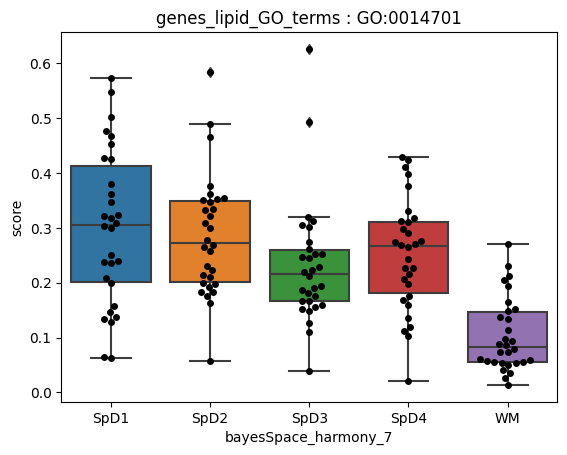 genes_lipid_GO_terms : GO:0014701
score
0.6
0.5
0.4
0.3
0.2
0.1
0.0
SpD1 SpD2 SpD3 SpD4 WM
bayesSpace_harmony_7